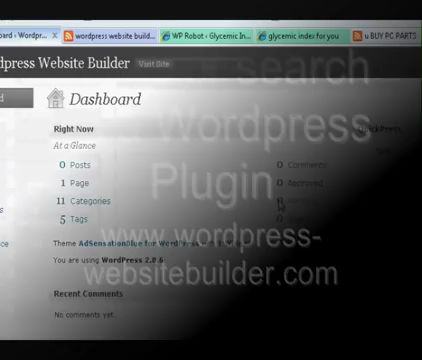 board ‹ Wordpr... X wordpress website build... WP Robot › Glycemic In... glycemic index for you u BUY PC PARTS
dpress Website Builder Visit Site
search
Dashboard
Wordpress
Right Now
At a Glance
0 Posts 0 Comments
Plugin
1 Page 0 Approved
11 Categories
5 Tags
www.wordpress-
Theme AdSensationBlue for WordPress
You are using WordPress 2.8.6
websitebuilder.com
Recent Comments
No comments yet.